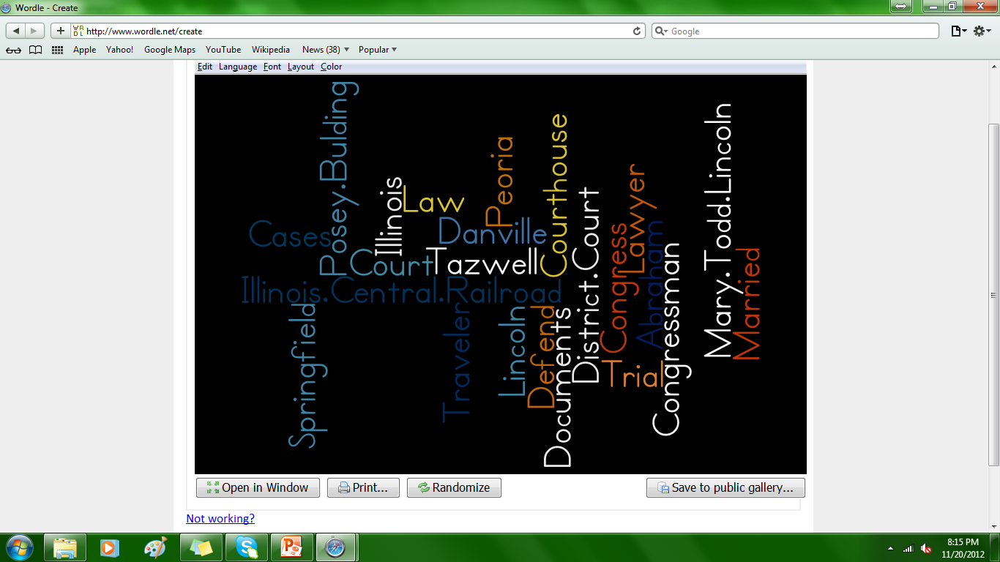 Wordle - Create
W R
D L
http://www.wordle.net/create
Google
Apple Yahoo! Google Maps YouTube Wikipedia News (38) Popular
Edit Language Font Layout Color
Posey.Bulding
Illinois
Law
Peoria
Courthouse
Mary.Todd.Lincoln
Cases
Danville
District.Court
Lawyer
Congress
Abraham
Court
Tazwell
Congressman
Married
Illinois.Central.Railroad
Springfield
Traveler
Lincoln
Defend
Documents
Trial
Open in Window Print... Randomize Save to public gallery...
Not working?
8:15 PM
11/20/2012